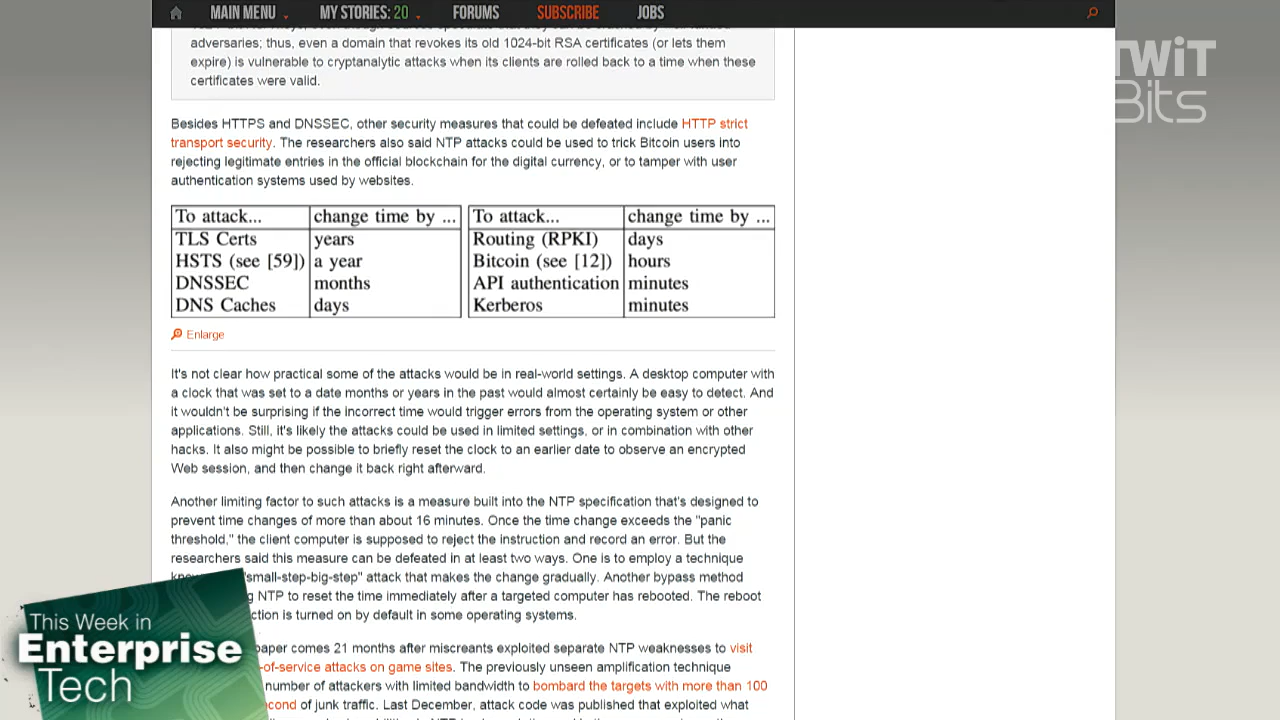 MAIN MENU MY STORIES: 20 FORUMS SUBSCRIBE JOBS
adversaries; thus, even a domain that revokes its old 1024-bit RSA certificates (or lets them
expire) is vulnerable to cryptanalytic attacks when its clients are rolled back to a time when these
certificates were valid.
TWiT
Bits
Besides HTTPS and DNSSEC, other security measures that could be defeated include HTTP strict
transport security. The researchers also said NTP attacks could be used to trick Bitcoin users into
rejecting legitimate entries in the official blockchain for the digital currency, or to tamper with user
authentication systems used by websites.
To attack... change time by ... To attack... change time by ...
TLS Certs years Routing (RPKI) days
HSTS (see [59]) a year Bitcoin (see [12]) hours
DNSSEC months API authentication minutes
DNS Caches days Kerberos minutes
Enlarge
It's not clear how practical some of the attacks would be in real-world settings. A desktop computer with
a clock that was set to a date months or years in the past would almost certainly be easy to detect. And
it wouldn't be surprising if the incorrect time would trigger errors from the operating system or other
applications. Still, it's likely the attacks could be used in limited settings, or in combination with other
hacks. It also might be possible to briefly reset the clock to an earlier date to observe an encrypted
Web session, and then change it back right afterward.
Another limiting factor to such attacks is a measure built into the NTP specification that's designed to
prevent time changes of more than about 16 minutes. Once the time change exceeds the "panic
threshold," the client computer is supposed to reject the instruction and record an error. But the
researchers said this measure can be defeated in at least two ways. One is to employ a technique
"small-step-big-step" attack that makes the change gradually. Another bypass method
NTP to reset the time immediately after a targeted computer has rebooted. The reboot
is turned on by default in some operating systems.
paper comes 21 months after miscreants exploited separate NTP weaknesses to visit
-of-service attacks on game sites. The previously unseen amplification technique
number of attackers with limited bandwidth to bombard the targets with more than 100
of junk traffic. Last December, attack code was published that exploited what
This Week in
Enterprise
Tech